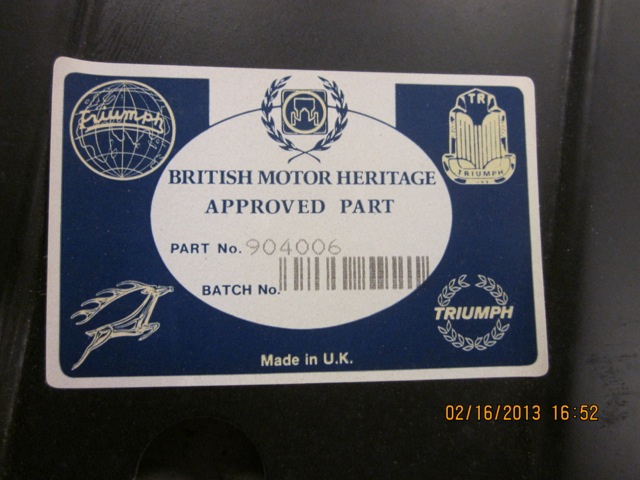 Triumph
TR
TRIUMPH
BRITISH MOTOR HERITAGE
APPROVED PART
PART No. 904006
BATCH No.
TRIUMPH
Made in U.K.
02/16/2013 16:52